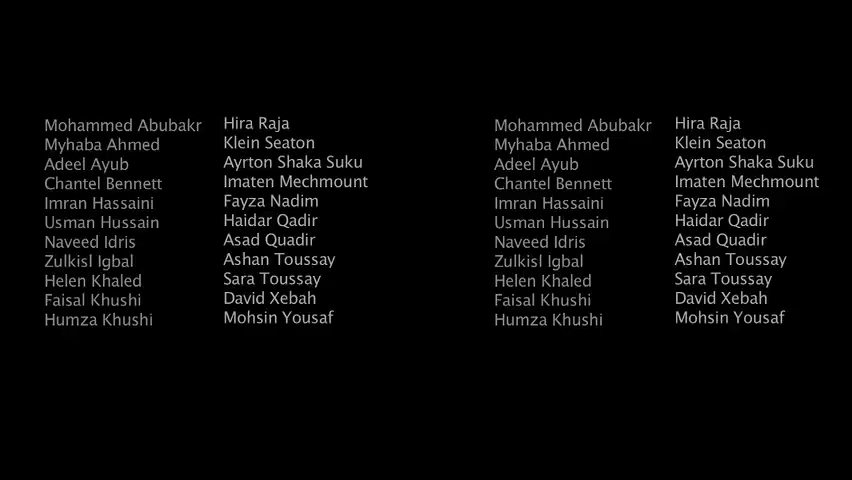 Mohammed Abubakr
Myhaba Ahmed
Adeel Ayub
Chantel Bennett
Imran Hassaini
Usman Hussain
Naveed Idris
Zulkisl Igbal
Helen Khaled
Faisal Khushi
Humza Khushi
Hira Raja
Klein Seaton
Ayrton Shaka Suku
Imaten Mechmount
Fayza Nadim
Haidar Qadir
Asad Quadir
Ashan Toussay
Sara Toussay
David Xebah
Mohsin Yousaf
Mohammed Abubakr
Myhaba Ahmed
Adeel Ayub
Chantel Bennett
Imran Hassaini
Usman Hussain
Naveed Idris
Zulkisl Igbal
Helen Khaled
Faisal Khushi
Humza Khushi
Hira Raja
Klein Seaton
Ayrton Shaka Suku
Imaten Mechmount
Fayza Nadim
Haidar Qadir
Asad Quadir
Ashan Toussay
Sara Toussay
David Xebah
Mohsin Yousaf